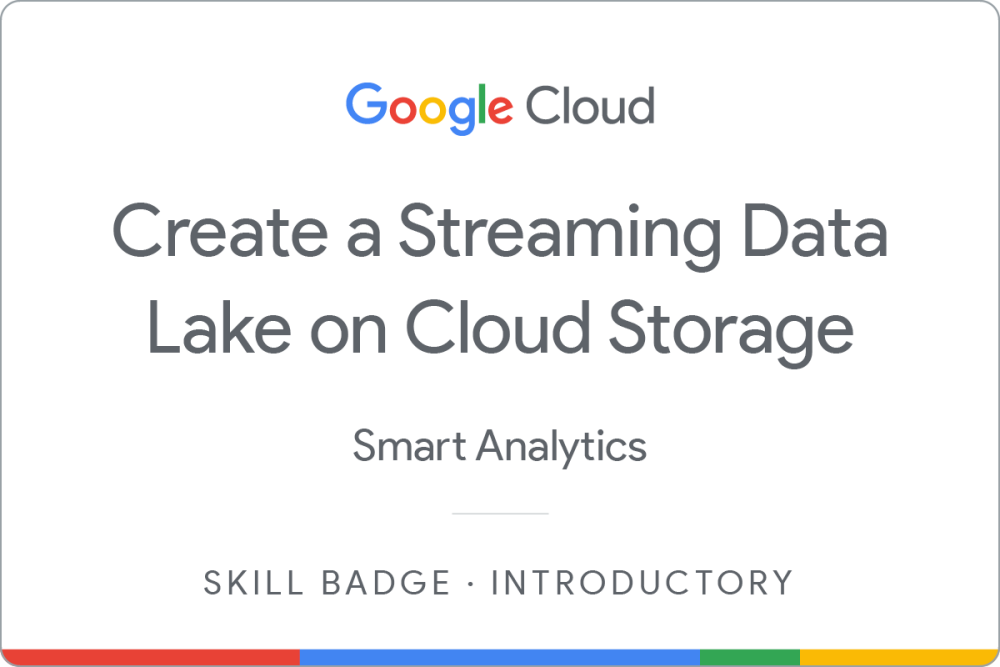 Google Cloud
Create a Streaming Data
Lake on Cloud Storage
Smart Analytics
SKILL BADGE · INTRODUCTORY